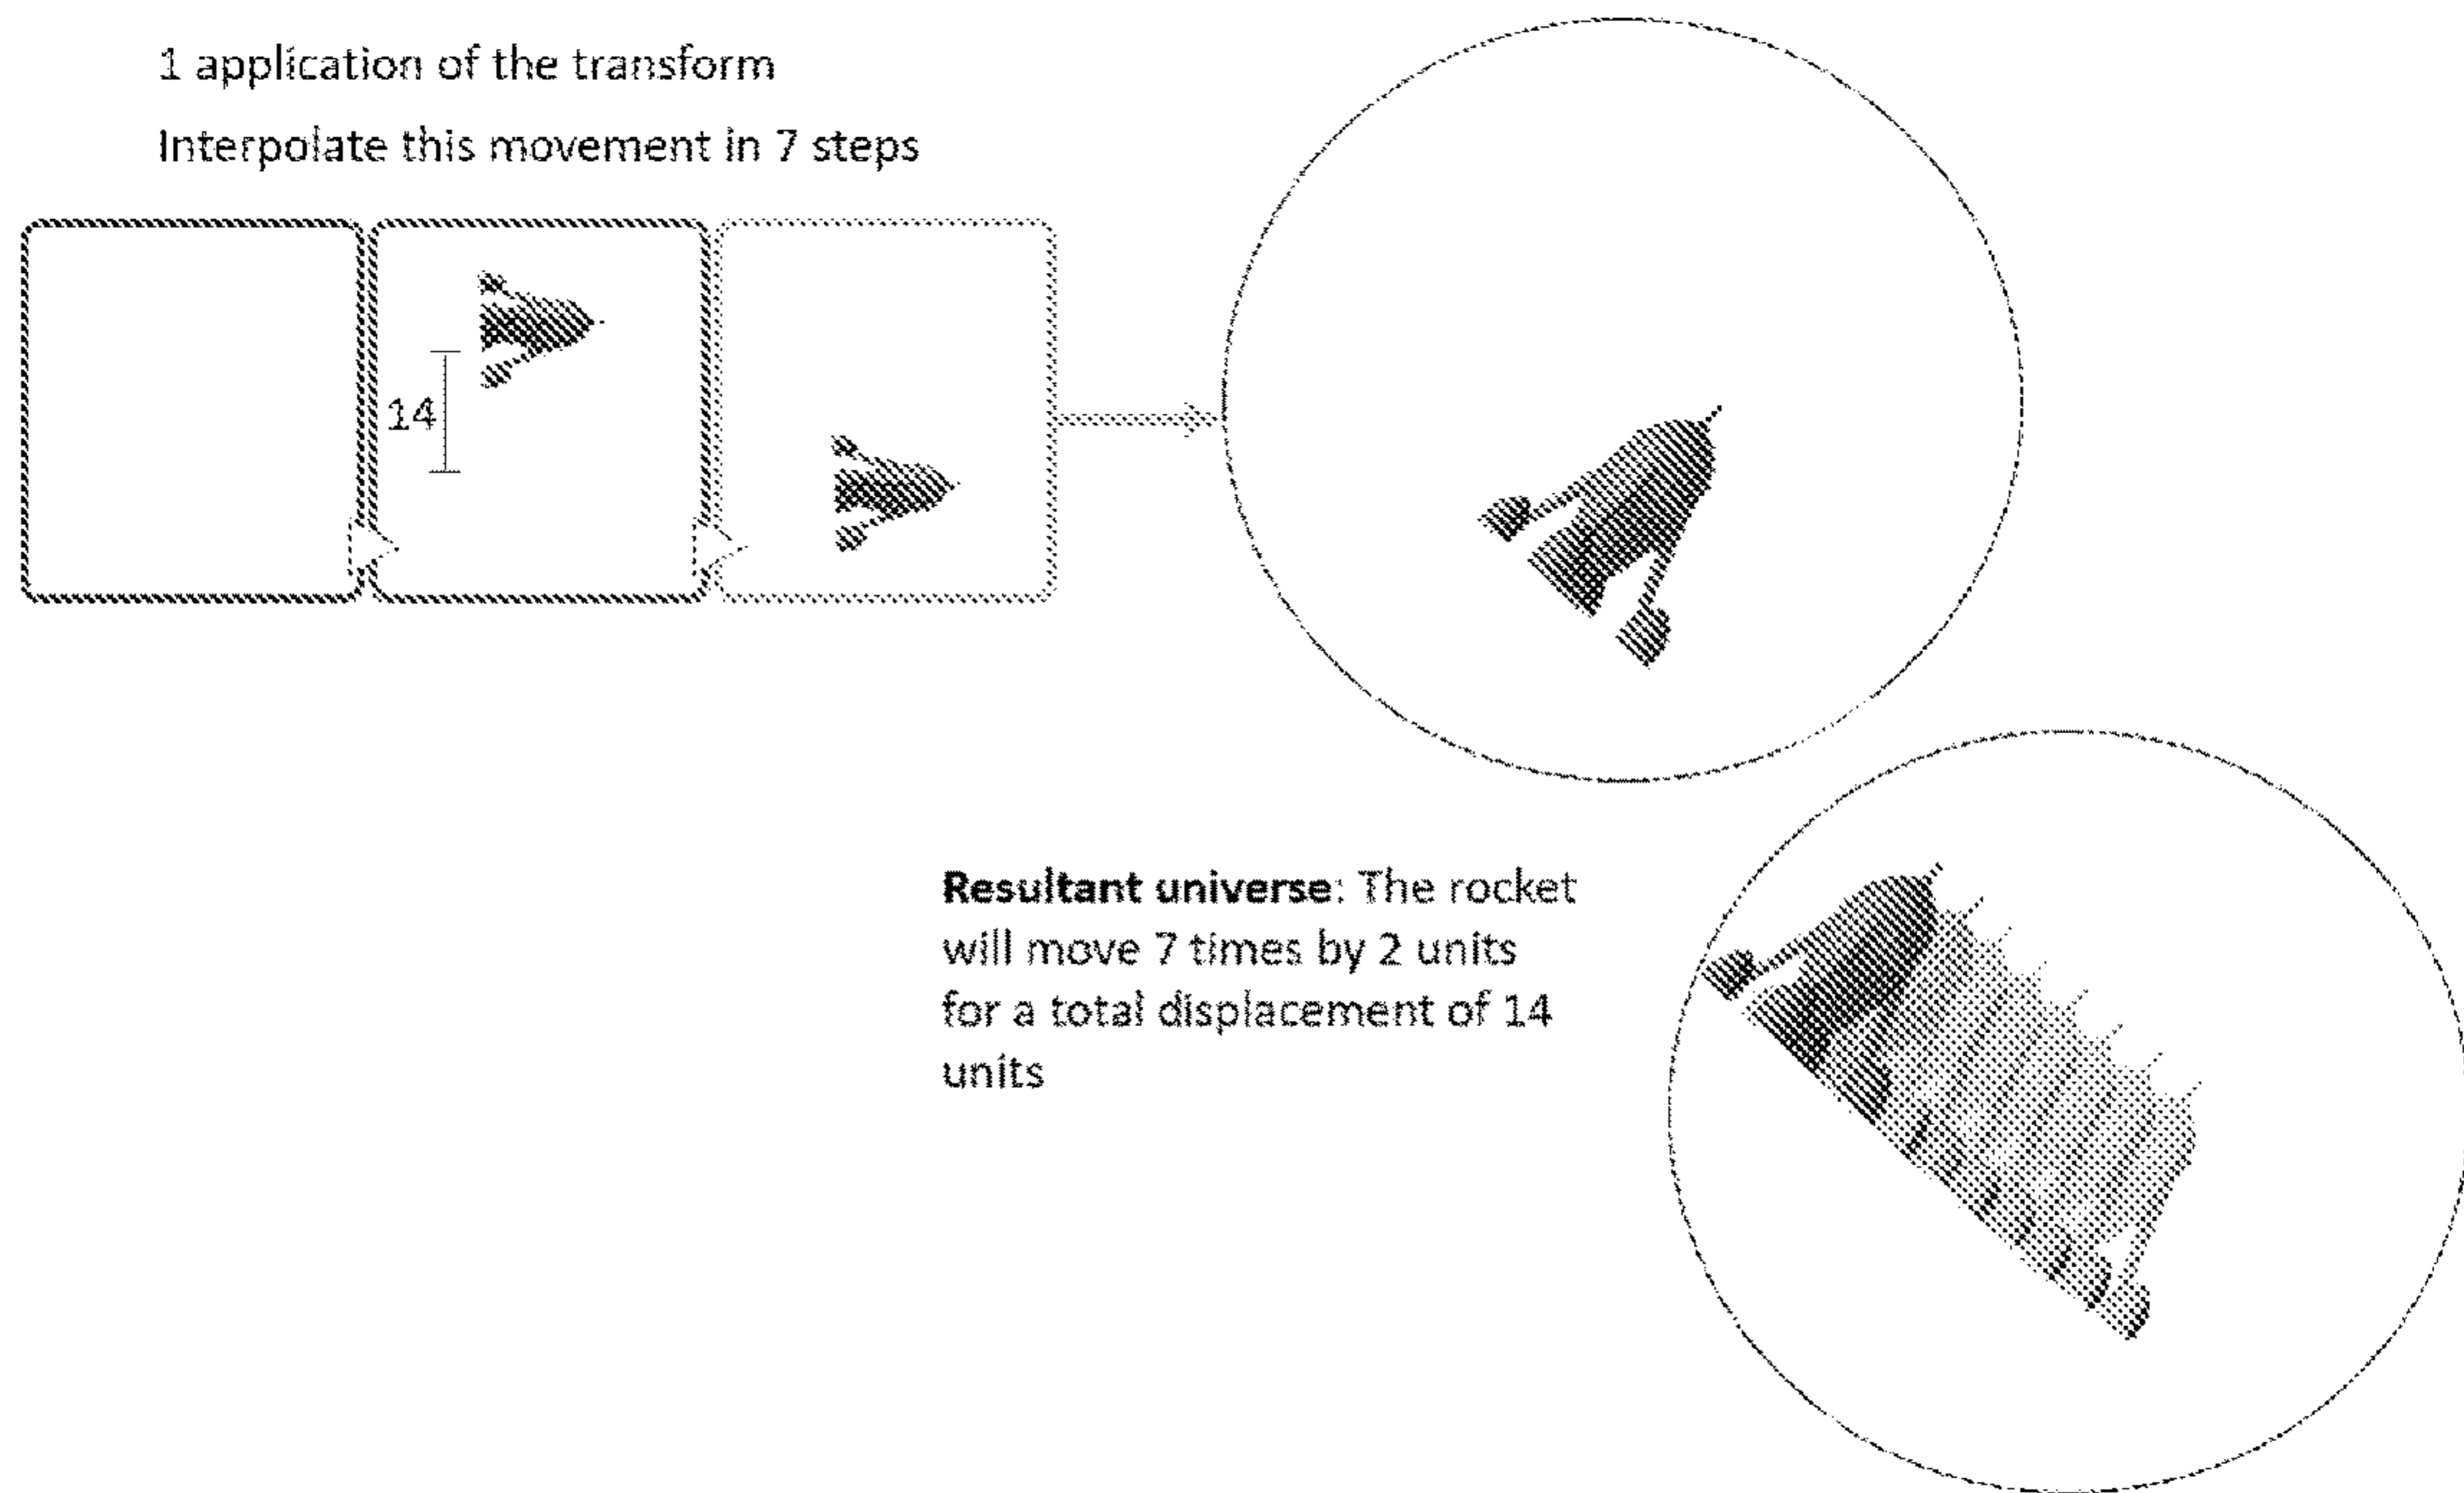 1 application of the transform
Interpolate this movement in 7 steps
14
Resultant universe: The rocket
will move 7 times by 2 units
for a total displacement of 14
units